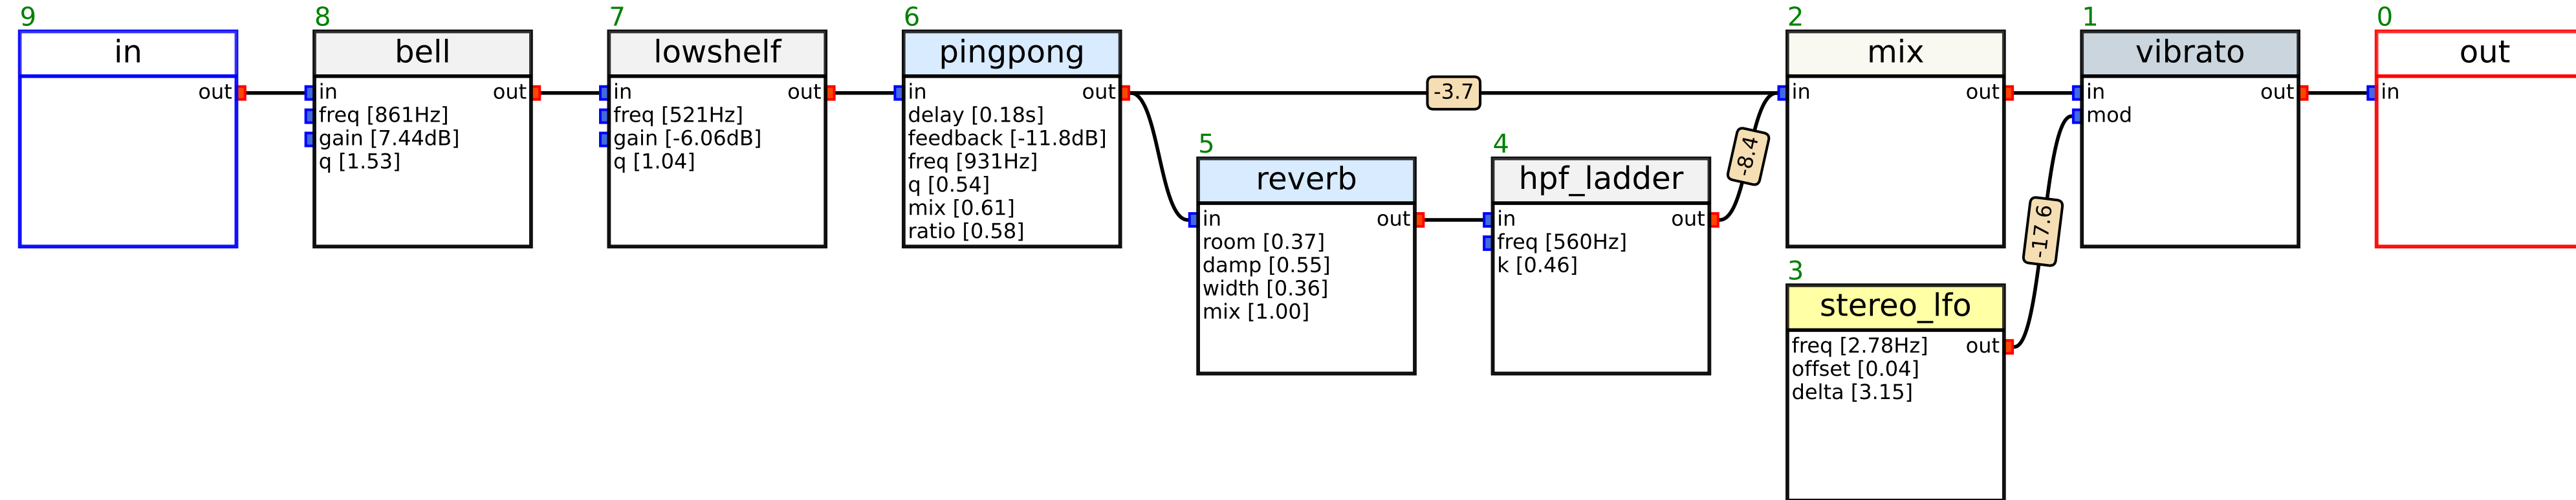 9
in
out
8
bell
in out
freq [861Hz]
gain [7.44dB]
q [1.53]
7
lowshelf
in out
freq [521Hz]
gain [-6.06dB]
q [1.04]
6
pingpong
in out
delay [0.18s]
feedback [-11.8dB]
freq [931Hz]
q [0.54]
mix [0.61]
ratio [0.58]
-3.7
5
reverb
in out
room [0.37]
damp [0.55]
width [0.36]
mix [1.00]
4
hpf_ladder
in out
freq [560Hz]
k [0.46]
-8.4
2
mix
in out
3
stereo_lfo
freq [2.78Hz] out
offset [0.04]
delta [3.15]
-17.6
1
vibrato
in out
mod
0
out
in